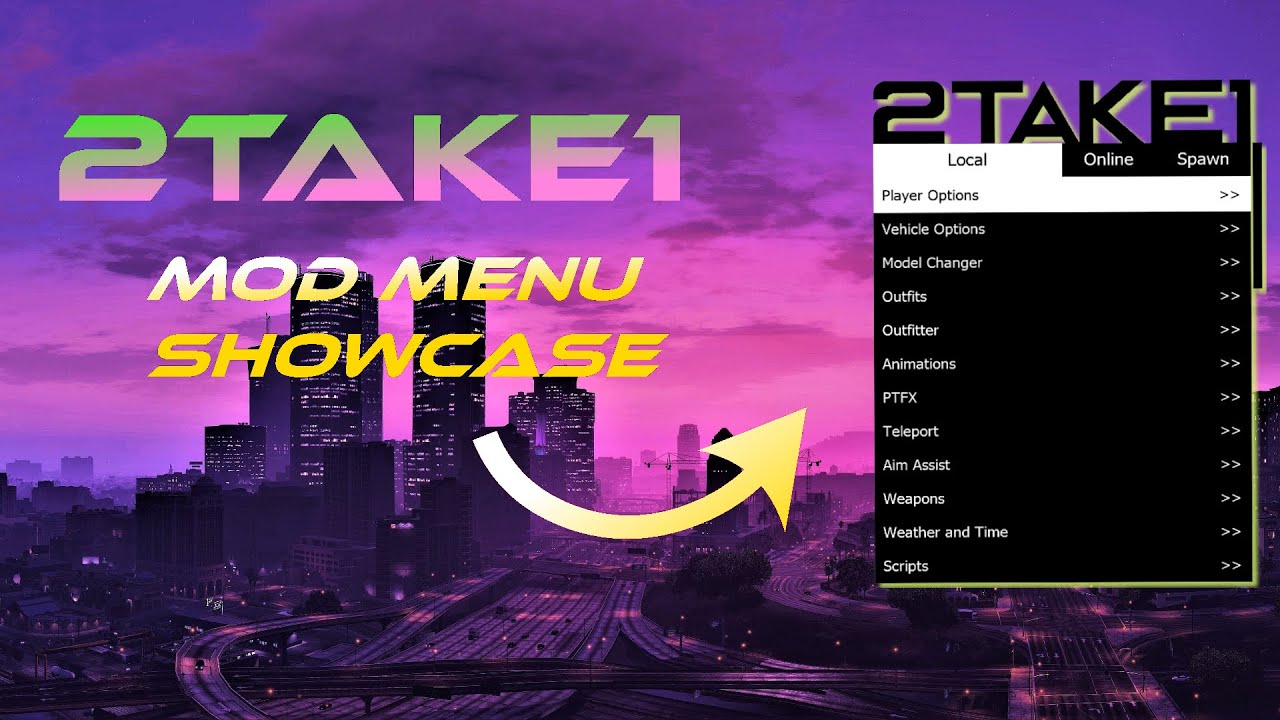 2TAKE1
MOD MENU
SHOWCASE
2TAKE1
Local Online Spawn
Player Options >>
Vehicle Options >>
Model Changer >>
Outfits >>
Outfitter >>
Animations >>
PTFX >>
Teleport >>
Aim Assist >>
Weapons >>
Weather and Time >>
Scripts >>